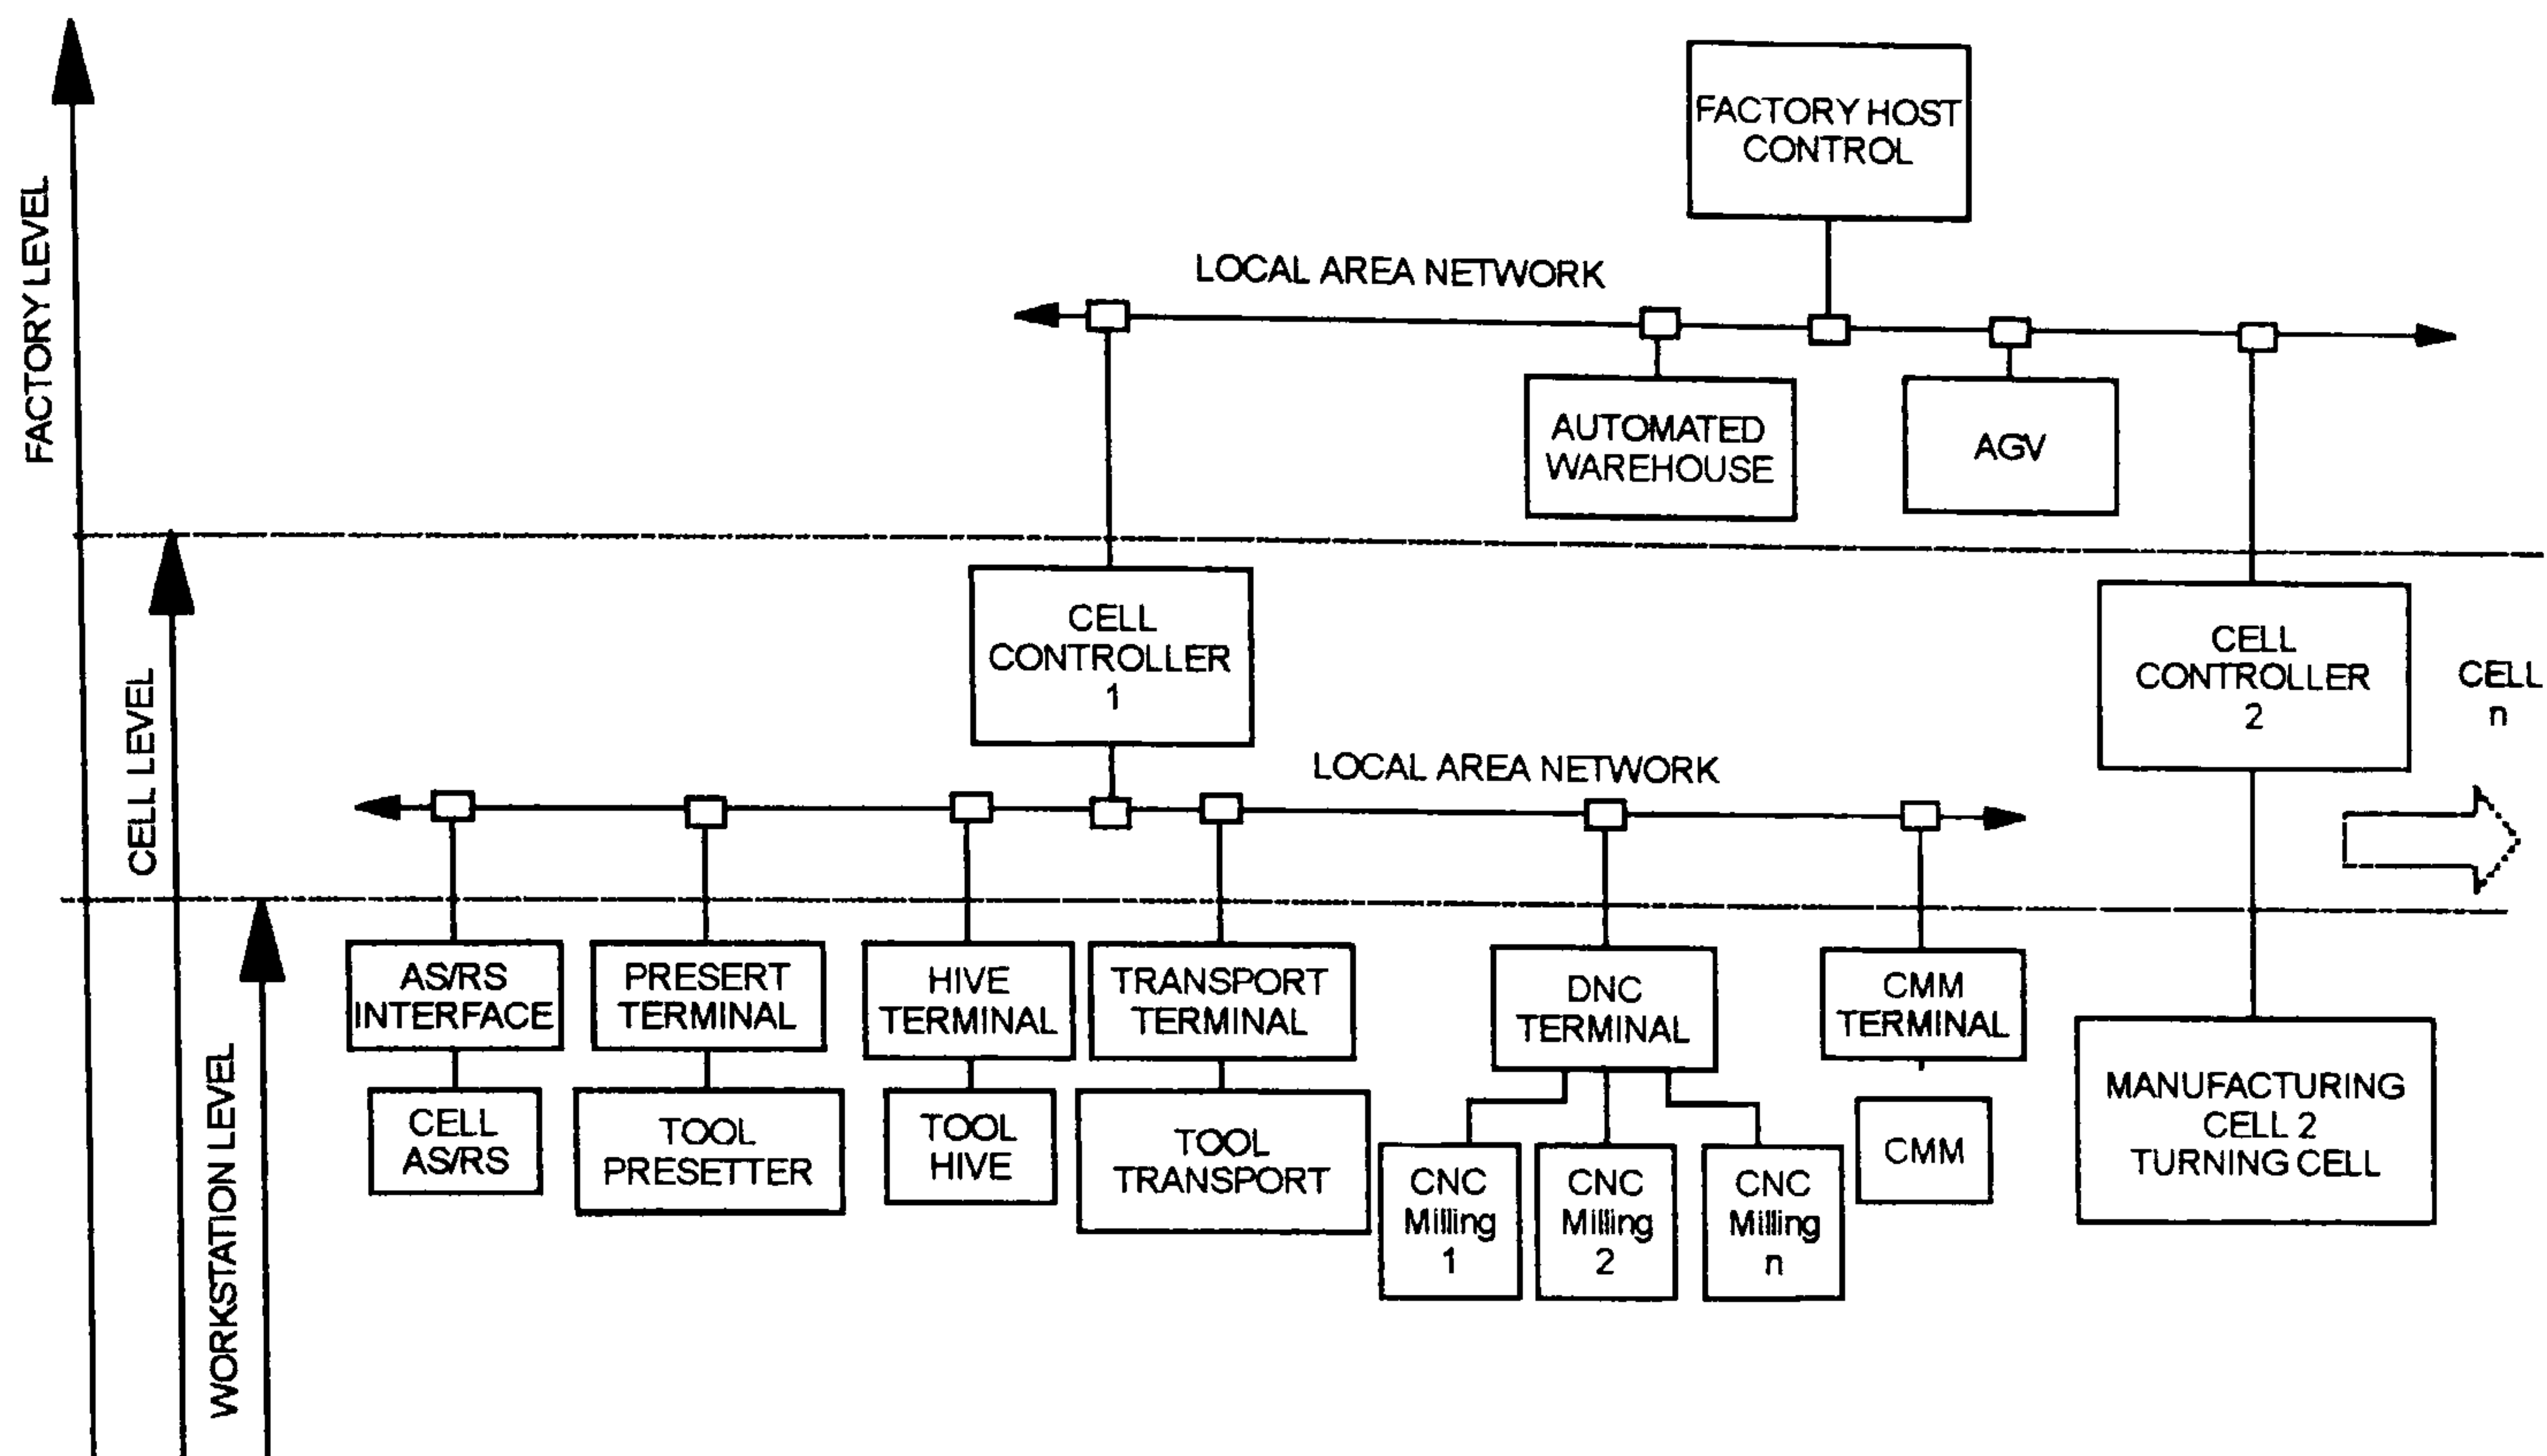 FACTORY HOST
CONTROL
LOCAL AREA NETWORK
FACTORY LEVEL
AUTOMATED
WAREHOUSE
AGV
CELL
CONTROLLER
1
CELL
CONTROLLER
2
CELL
n
CELL LEVEL
LOCAL AREA NETWORK
AS/RS
INTERFACE
PRESERT
TERMINAL
HIVE
TERMINAL
TRANSPORT
TERMINAL
DNC
TERMINAL
CMM
TERMINAL
WORKSTATION LEVEL
CELL
AS/RS
TOOL
PRESETTER
TOOL
HIVE
TOOL
TRANSPORT
CNC
Milling
1
CNC
Milling
2
CNC
Milling
n
CMM
MANUFACTURING
CELL 2
TURNING CELL